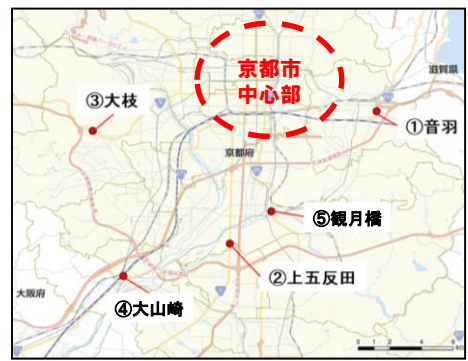 京都市
中心部
滋賀県
③大枝
①音羽
京都府
⑤観月橋
②上五反田
大阪府
④大山崎